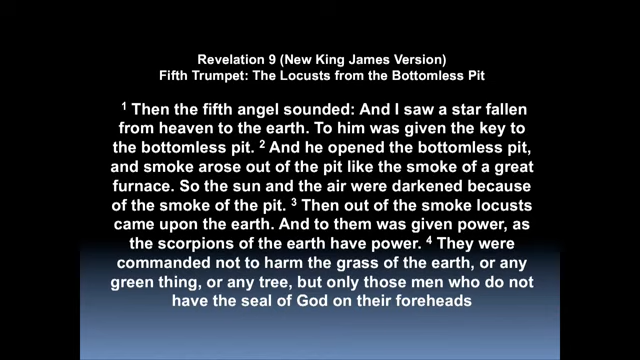 Revelation 9 (New King James Version)
Fifth Trumpet: The Locusts from the Bottomless Pit
1 Then the fifth angel sounded: And I saw a star fallen
from heaven to the earth. To him was given the key to
the bottomless pit. 2 And he opened the bottomless pit,
and smoke arose out of the pit like the smoke of a great
furnace. So the sun and the air were darkened because
of the smoke of the pit. 3 Then out of the smoke locusts
came upon the earth. And to them was given power, as
the scorpions of the earth have power. 4 They were
commanded not to harm the grass of the earth, or any
green thing, or any tree, but only those men who do not
have the seal of God on their foreheads